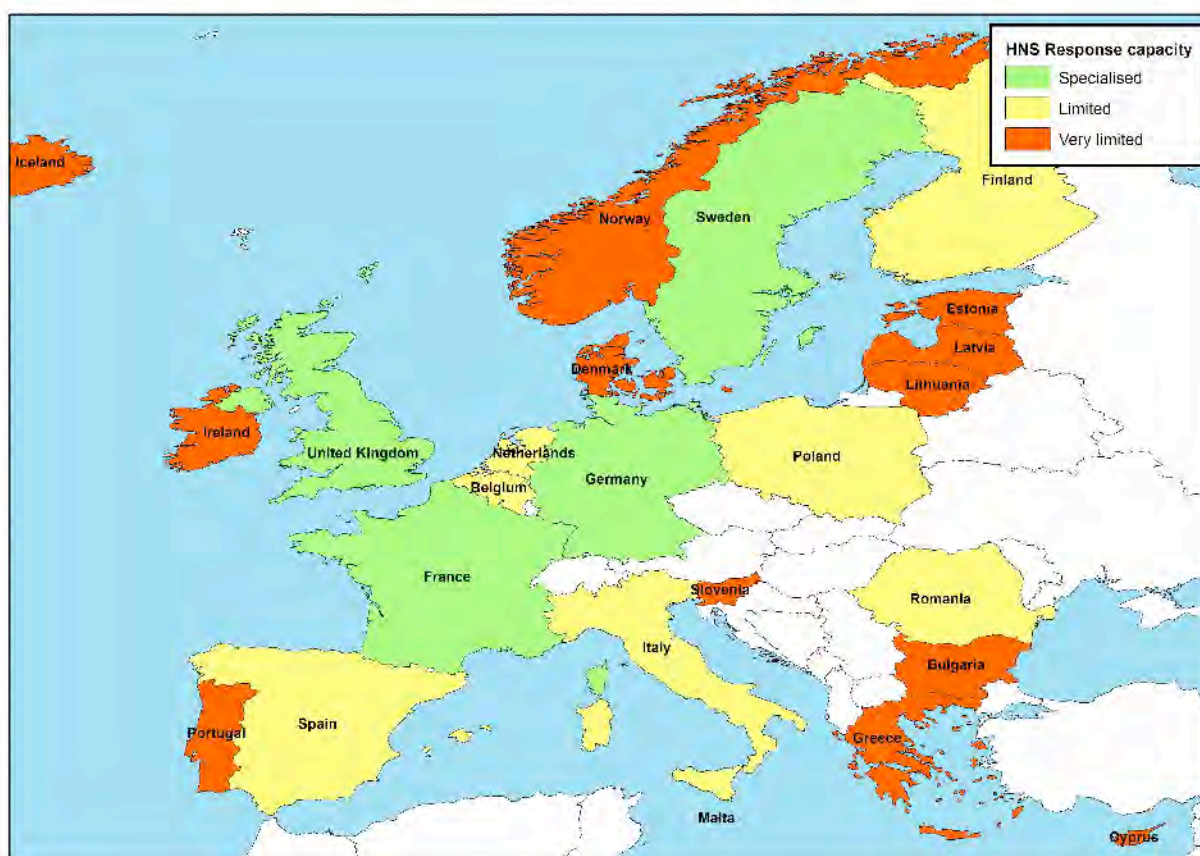 HNS Response capacity
Specialised
Limited
Very limited
Iceland
Finland
Norway
Sweden
Estonia
Latvia
Denmark
Lithuania
Ireland
United Kingdom
Netherlands
Poland
Germany
Belgium
France
Slovenia
Romania
Italy
Bulgaria
Spain
Portugal
Greece
Malta
Cyprus